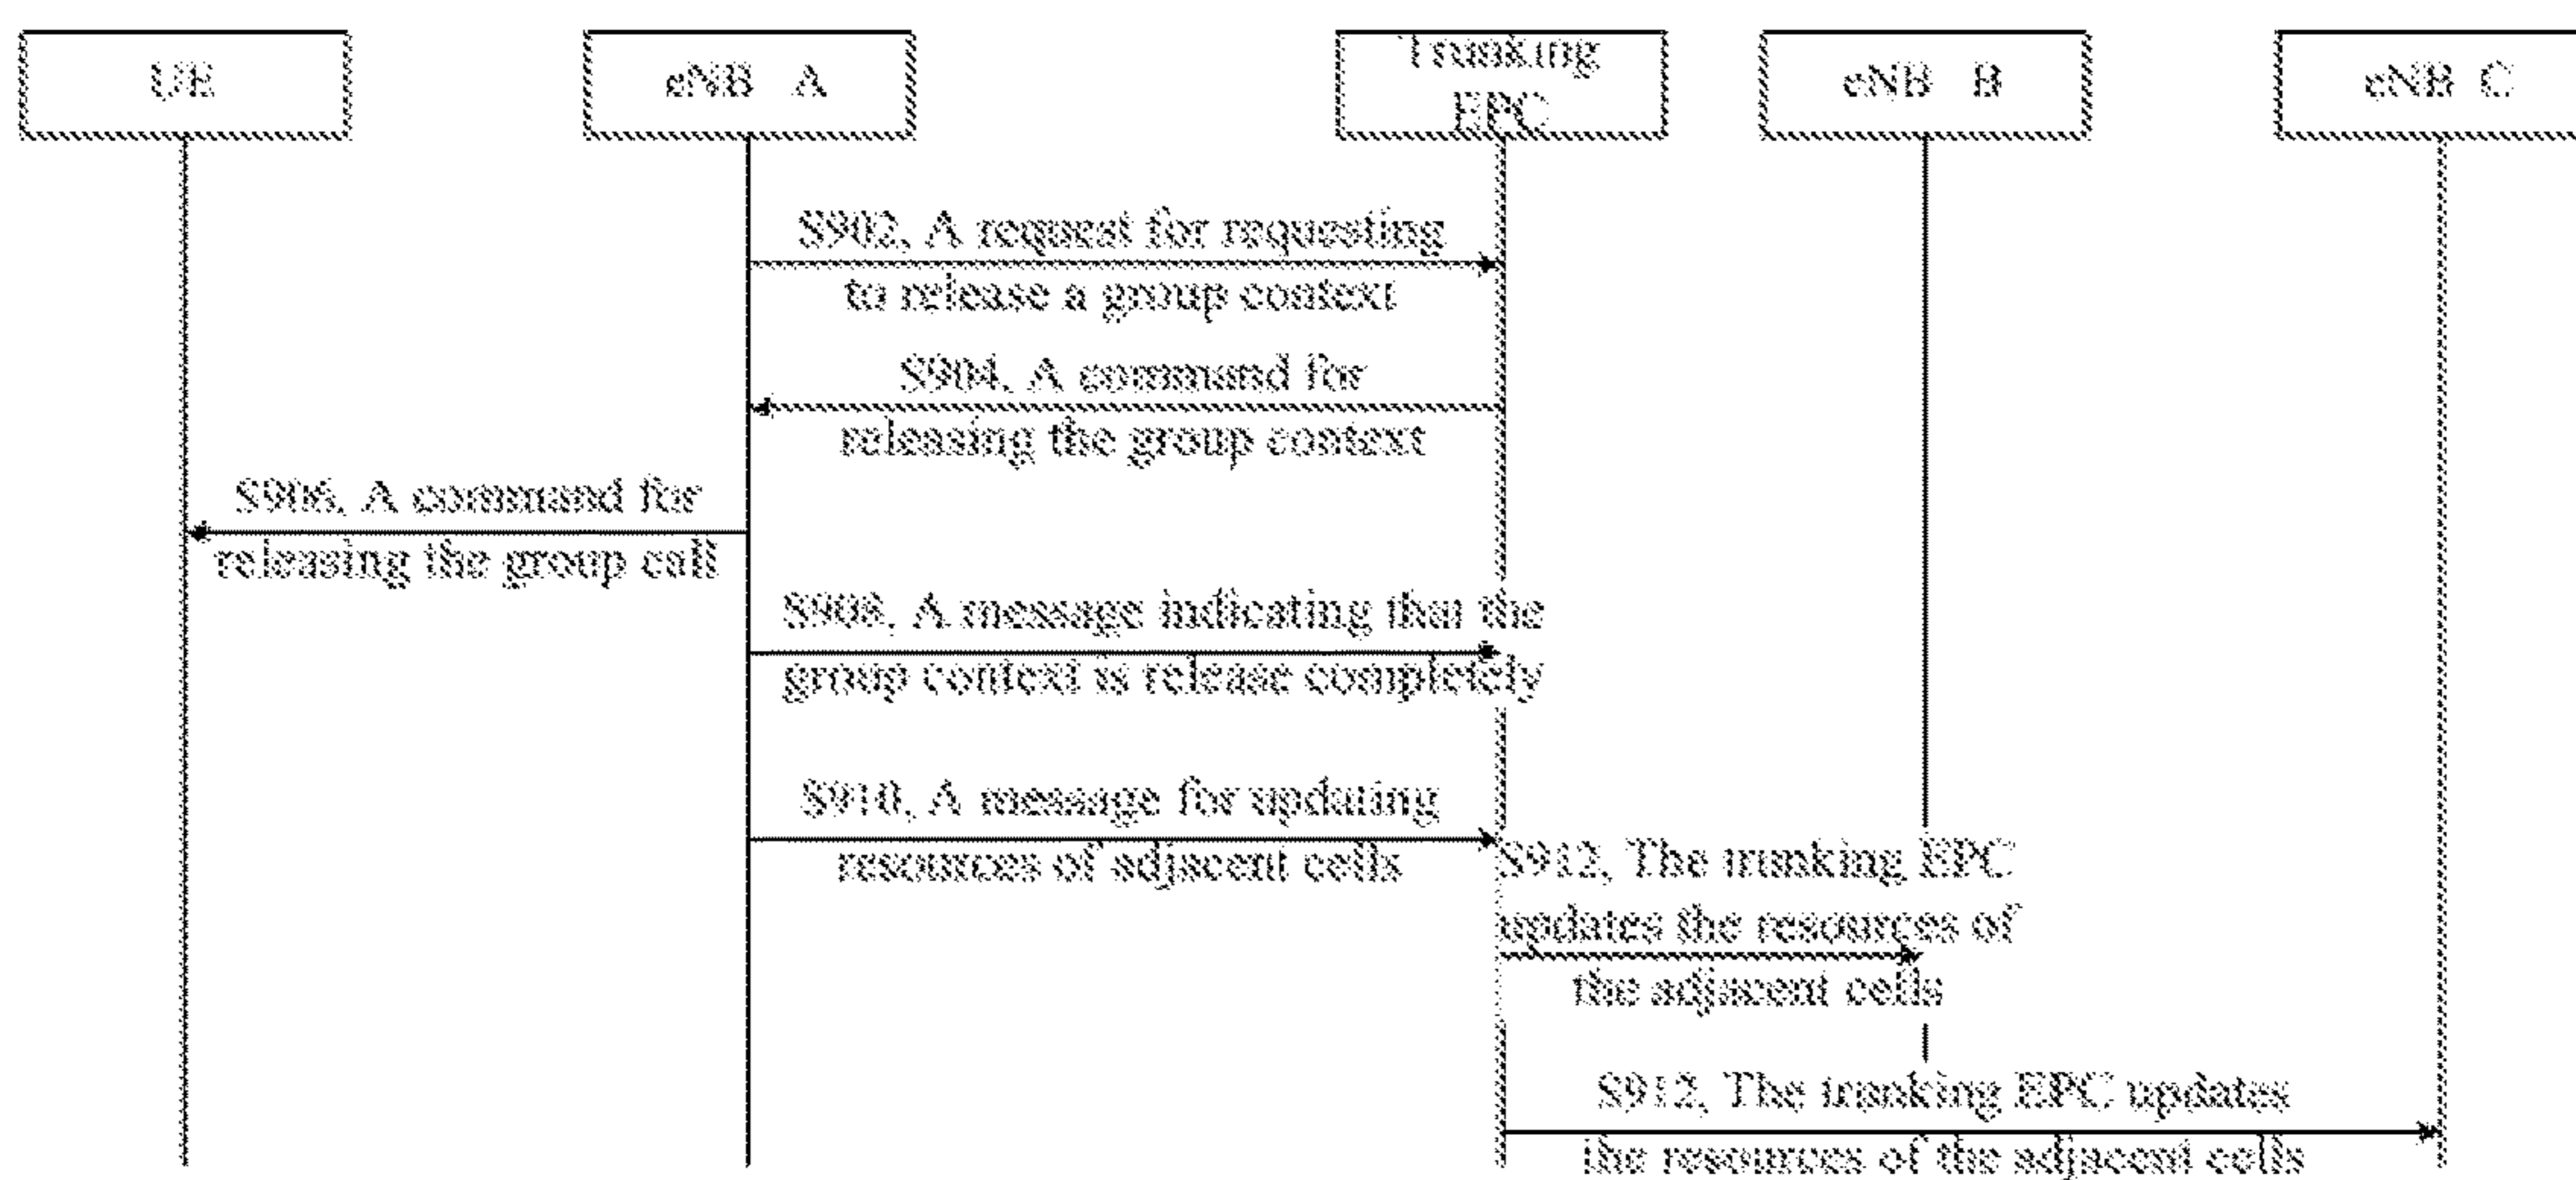 UE
eNB A
Trunking
EPC
eNB B
eNB C
S902, A request for requesting
to release a group context
S904, A command for
releasing the group context
S906, A command for
releasing the group call
S908, A message indicating that the
group context is release completely
S910, A message for updating
resources of adjacent cells
S912, The trunking EPC
updates the resources of
the adjacent cells
S912, The trunking EPC updates
the resources of the adjacent cells